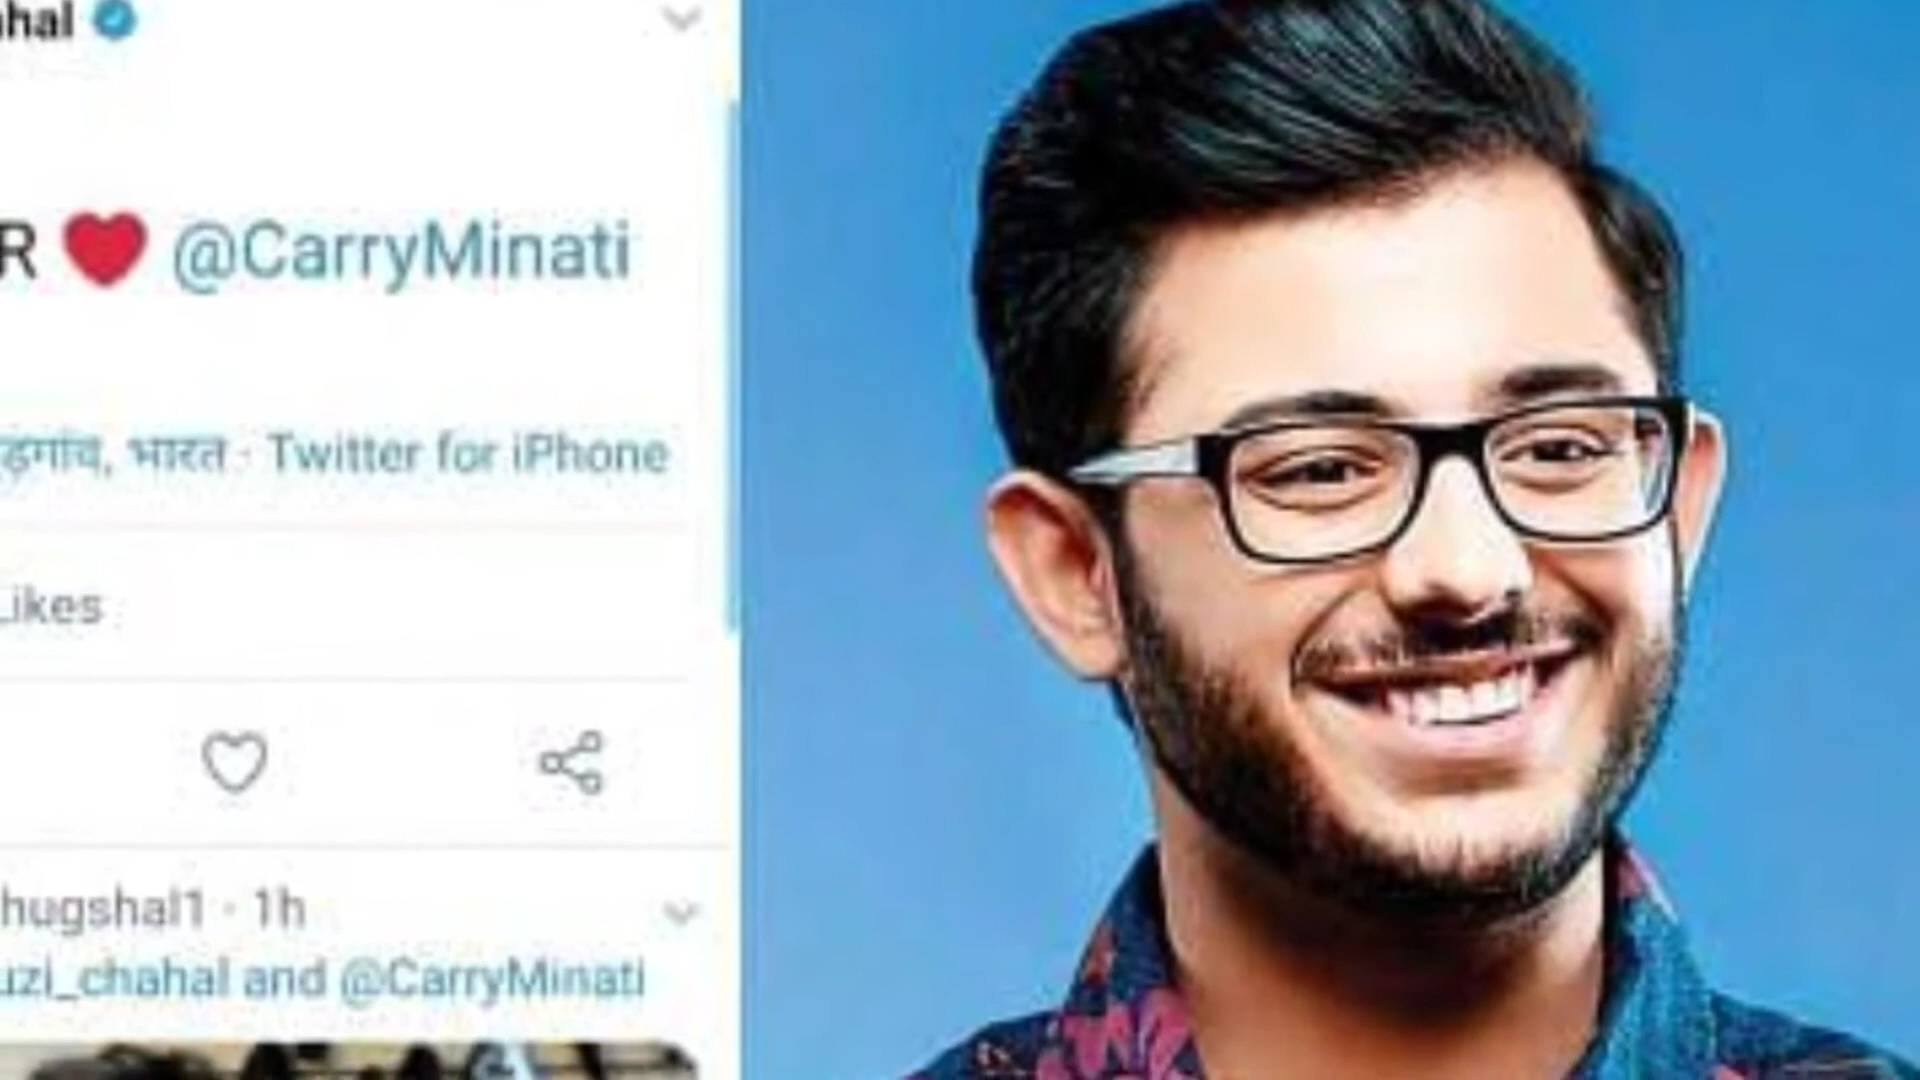 hal
R ❤ @CarryMinati
ड़गांव, भारत · Twitter for iPhone
Likes
hugshal1 · 1h
uzi_chahal and @CarryMinati